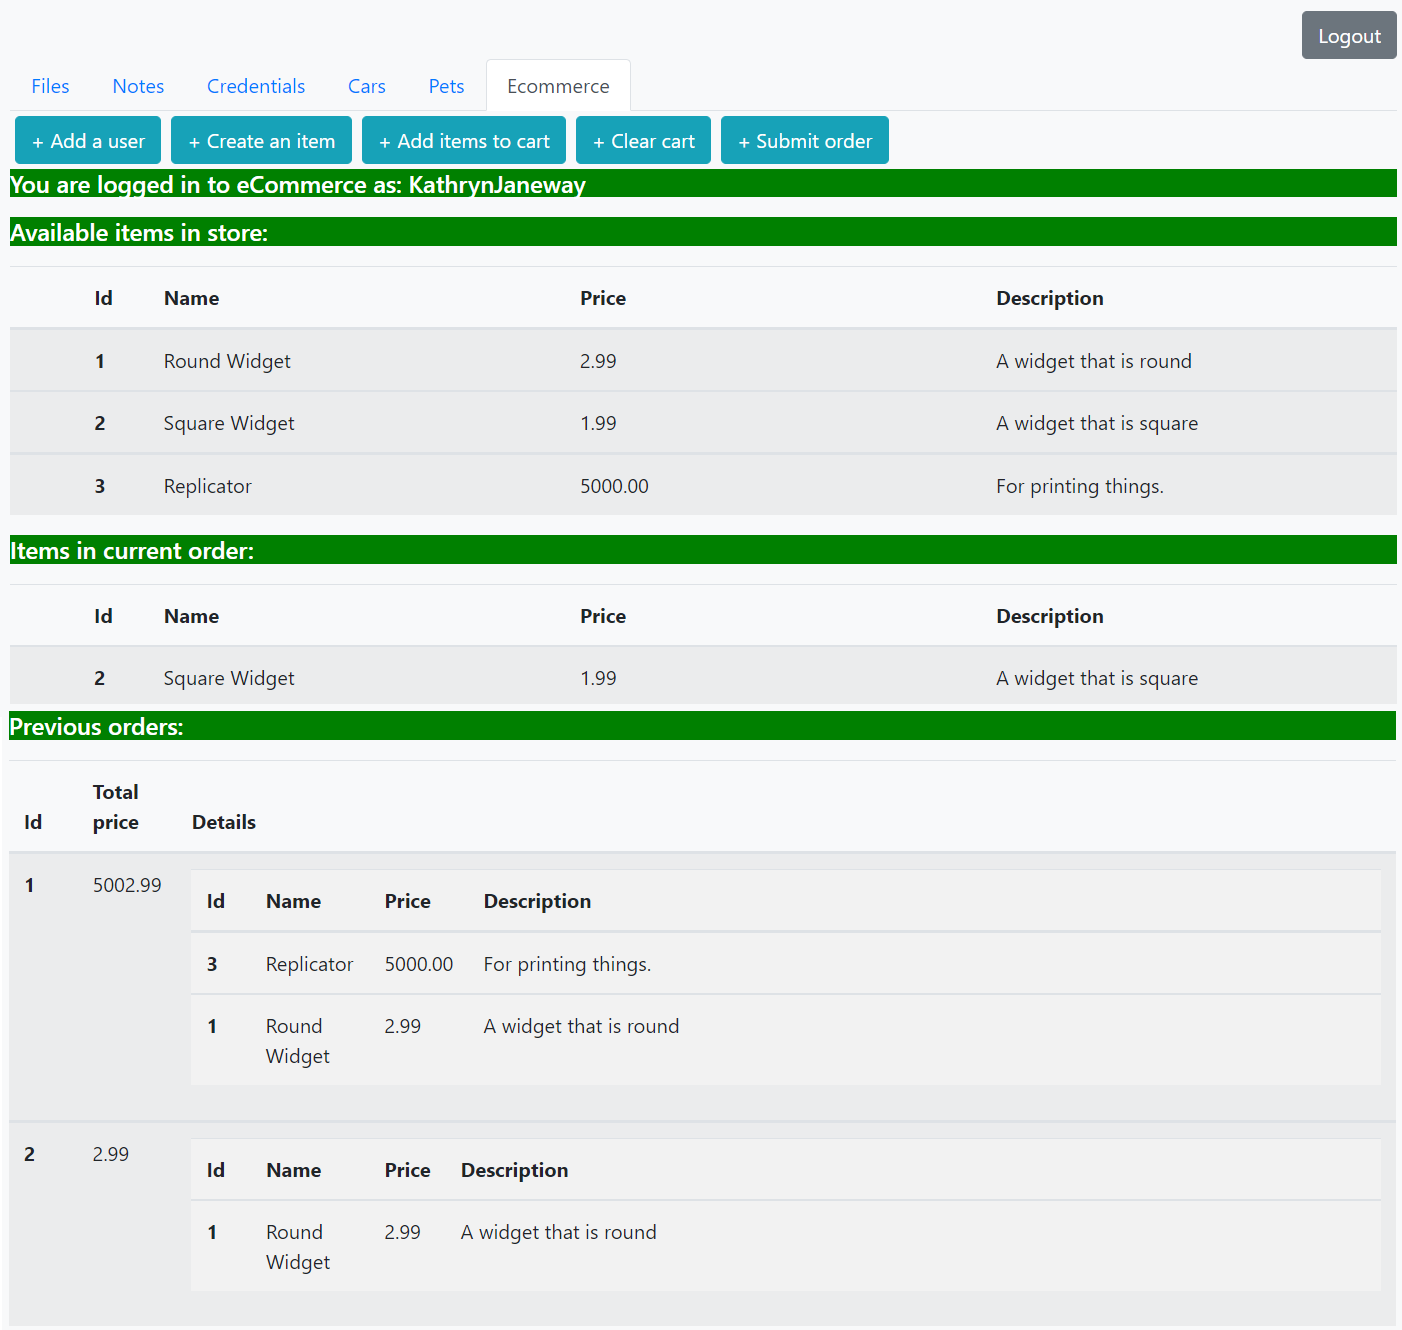 Logout
Files Notes Credentials Cars Pets Ecommerce
+ Add a user + Create an item + Add items to cart + Clear cart + Submit order
You are logged in to eCommerce as: KathrynJaneway
Available items in store:
Id Name Price Description
1 Round Widget 2.99 A widget that is round
2 Square Widget 1.99 A widget that is square
3 Replicator 5000.00 For printing things.
Items in current order:
Id Name Price Description
2 Square Widget 1.99 A widget that is square
Previous orders:
Total
Id price Details
1 5002.99
Id Name Price Description
3 Replicator 5000.00 For printing things.
1 Round 2.99 A widget that is round
Widget
2 2.99
Id Name Price Description
1 Round 2.99 A widget that is round
Widget